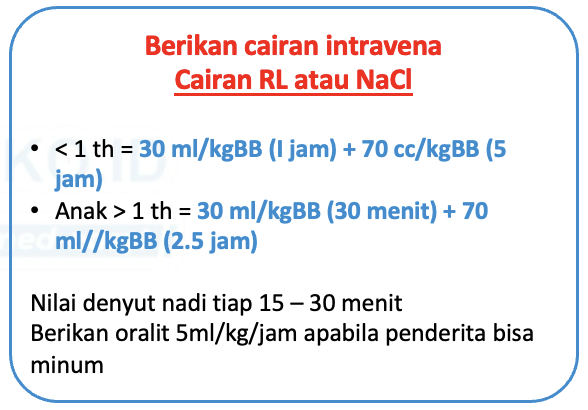 Berikan cairan intravena
Cairan RL atau NaCl
• < 1 th = 30 ml/kgBB (I jam) + 70 cc/kgBB (5
jam)
• Anak > 1 th = 30 ml/kgBB (30 menit) + 70
ml//kgBB (2.5 jam)
Nilai denyut nadi tiap 15 – 30 menit
Berikan oralit 5ml/kg/jam apabila penderita bisa
minum